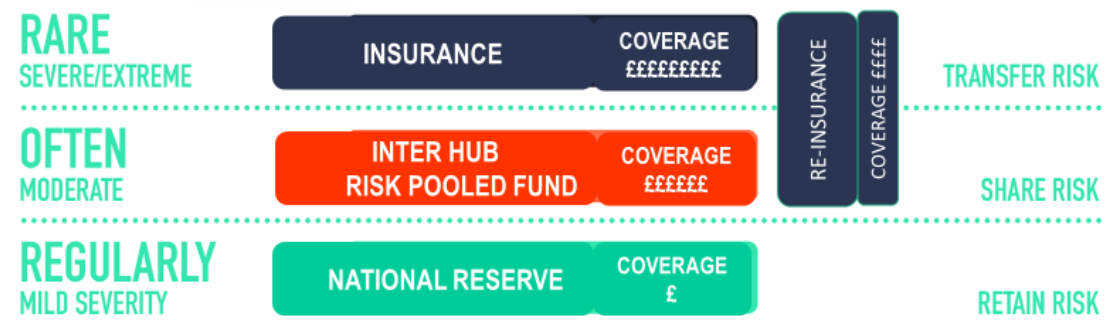 RARE
SEVERE/EXTREME
INSURANCE
COVERAGE
£££££££££
TRANSFER RISK
RE-INSURANCE
COVERAGE ££££
OFTEN
MODERATE
INTER HUB
RISK POOLED FUND
COVERAGE
££££££
SHARE RISK
REGULARLY
MILD SEVERITY
NATIONAL RESERVE
COVERAGE
£
RETAIN RISK